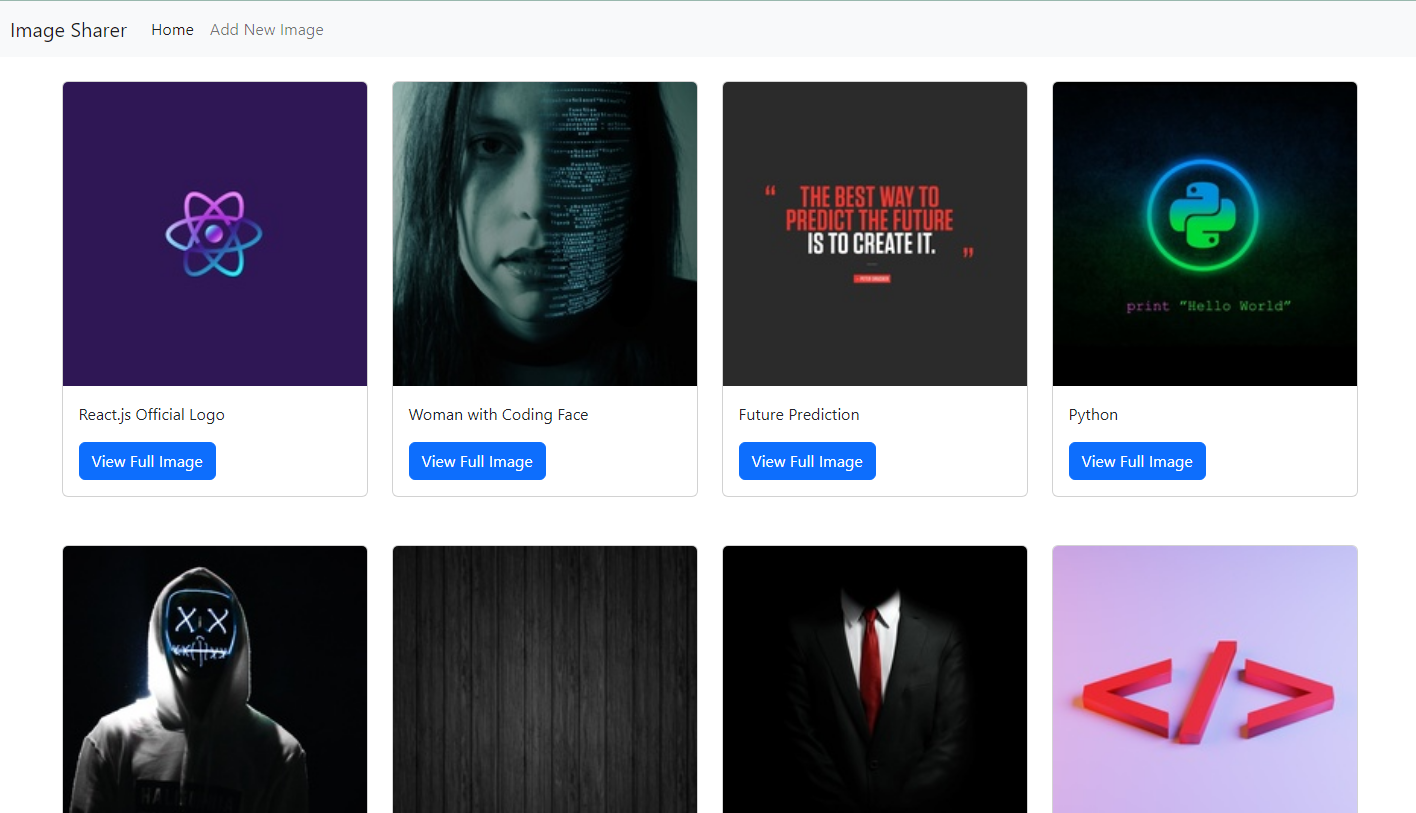 Image Sharer
Home
Add New Image
“ THE BEST WAY TO
PREDICT THE FUTURE
IS TO CREATE IT. ”
print “Hello World”
React.js Official Logo
Woman with Coding Face
Future Prediction
Python
View Full Image
View Full Image
View Full Image
View Full Image